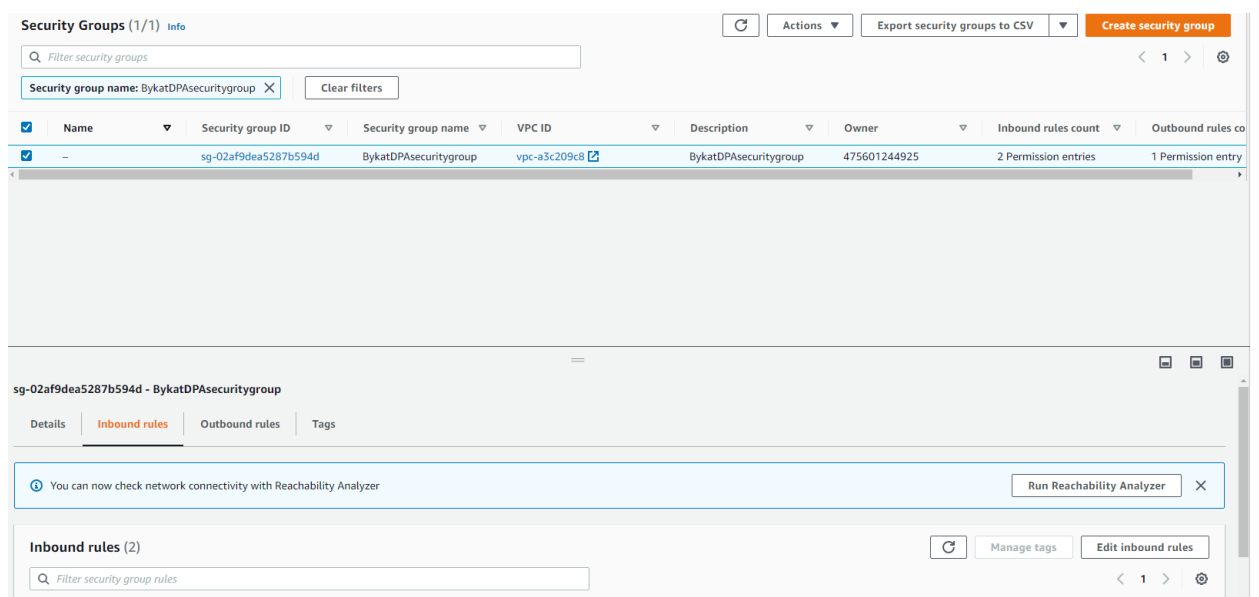 Security Groups (1/1) Info
Actions
Export security groups to CSV
Create security group
Filter security groups
1
Security group name: BykatDPAsecuritygroup
Clear filters
Name Security group ID Security group name VPC ID Description Owner Inbound rules count Outbound rules co
– sg-02af9dea5287b594d BykatDPAsecuritygroup vpc-a3c209c8 BykatDPAsecuritygroup 475601244925 2 Permission entries 1 Permission entry
sg-02af9dea5287b594d - BykatDPAsecuritygroup
Details Inbound rules Outbound rules Tags
You can now check network connectivity with Reachability Analyzer
Run Reachability Analyzer
Inbound rules (2)
Manage tags
Edit inbound rules
Filter security group rules
1